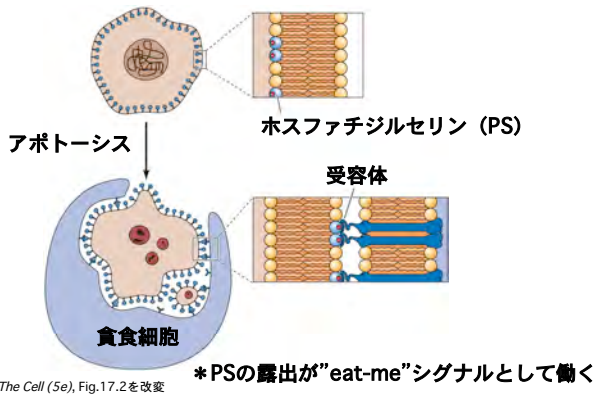 ホスファチジルセリン（PS）
アポトーシス
受容体
貪食細胞
＊PSの露出が”eat-me”シグナルとして働く
The Cell (5e), Fig.17.2を改変